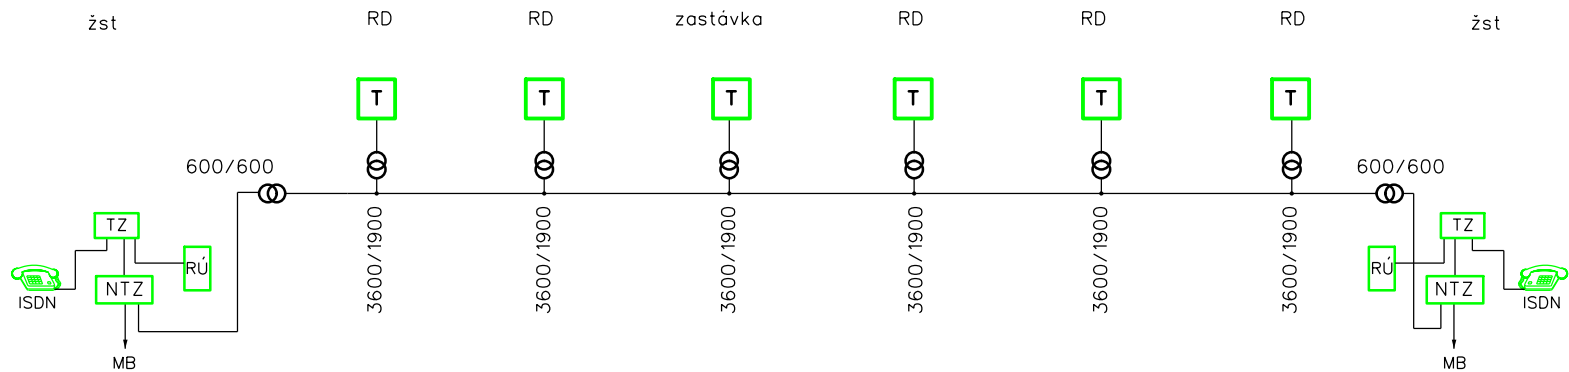 žst RD RD zastávka RD RD RD žst
T T T T T T
600/600 600/600
3600/1900 3600/1900 3600/1900 3600/1900 3600/1900 3600/1900
TZ TZ
RÚ RÚ
NTZ NTZ
ISDN ISDN
MB MB